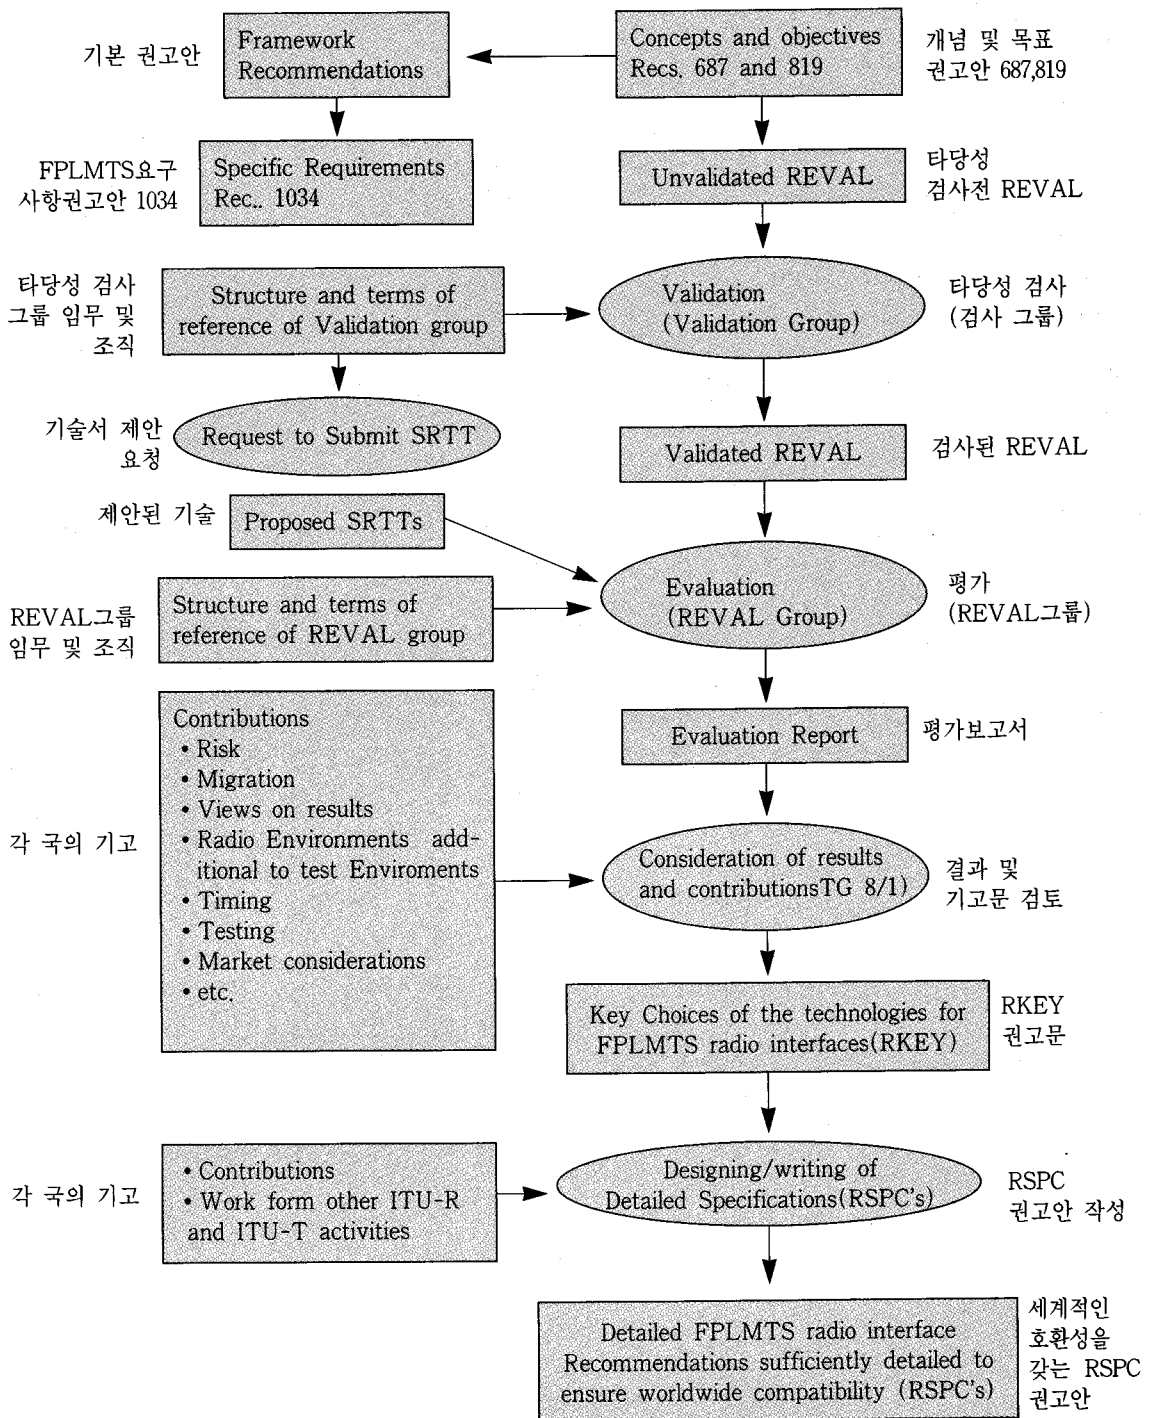 기본 권고안
Framework
Recommendations
Concepts and objectives
Recs. 687 and 819
개념 및 목표
권고안 687,819
FPLMTS요구
사항권고안 1034
Specific Requirements
Rec.. 1034
Unvalidated REVAL
타당성
검사전 REVAL
타당성 검사
그룹 임무 및
조직
Structure and terms of
reference of Validation group
Validation
(Validation Group)
타당성 검사
(검사 그룹)
기술서 제안
요청
Request to Submit SRTT
Validated REVAL
검사된 REVAL
제안된 기술
Proposed SRTTs
Evaluation
(REVAL Group)
평가
(REVAL그룹)
REVAL그룹
임무 및 조직
Structure and terms of
reference of REVAL group
Evaluation Report
평가보고서
각 국의 기고
Contributions
• Risk
• Migration
• Views on results
• Radio Environments add-
itional to test Enviroments
• Timing
• Testing
• Market considerations
• etc.
Consideration of results
and contributionsTG 8/1)
결과 및
기고문 검토
Key Choices of the technologies for
FPLMTS radio interfaces(RKEY)
RKEY
권고문
각 국의 기고
• Contributions
• Work form other ITU-R
and ITU-T activities
Designing/writing of
Detailed Specifications(RSPC's)
RSPC
권고안 작성
Detailed FPLMTS radio interface
Recommendations sufficiently detailed to
ensure worldwide compatibility (RSPC's)
세계적인
호환성을
갖는 RSPC
권고안